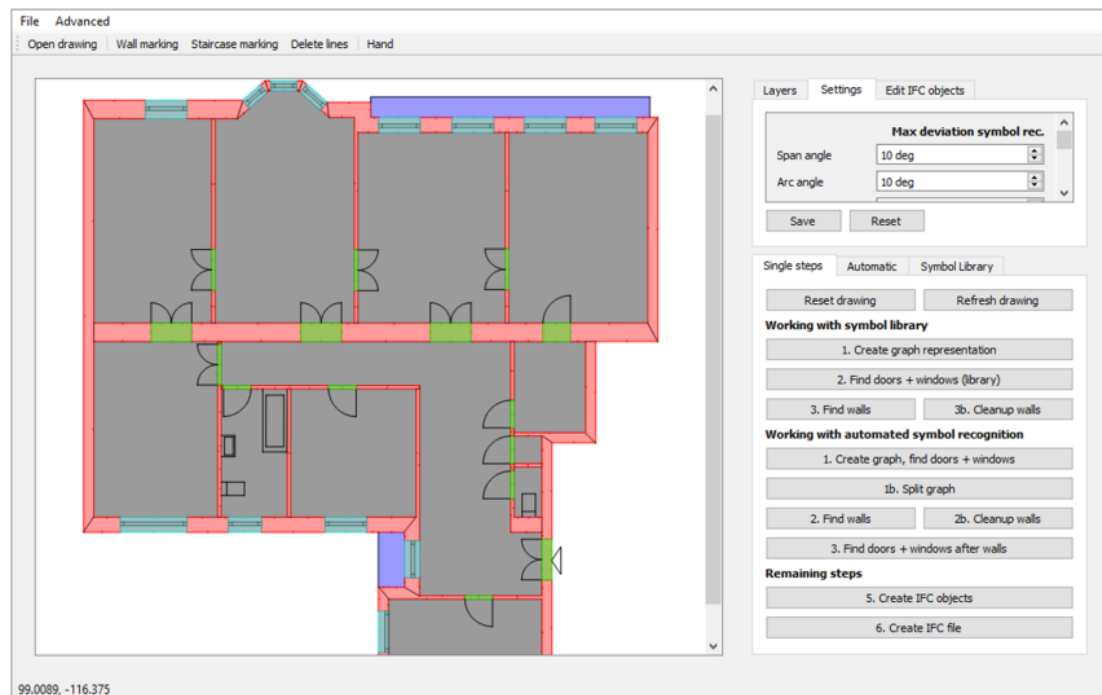 File Advanced
Open drawing Wall marking Staircase marking Delete lines Hand
Layers Settings Edit IFC objects
Max deviation symbol rec.
Span angle 10 deg
Arc angle 10 deg
Save Reset
Single steps Automatic Symbol Library
Reset drawing Refresh drawing
Working with symbol library
1. Create graph representation
2. Find doors + windows (library)
3. Find walls 3b. Cleanup walls
Working with automated symbol recognition
1. Create graph, find doors + windows
1b. Split graph
2. Find walls 2b. Cleanup walls
3. Find doors + windows after walls
Remaining steps
5. Create IFC objects
6. Create IFC file
99.0089, -116.375